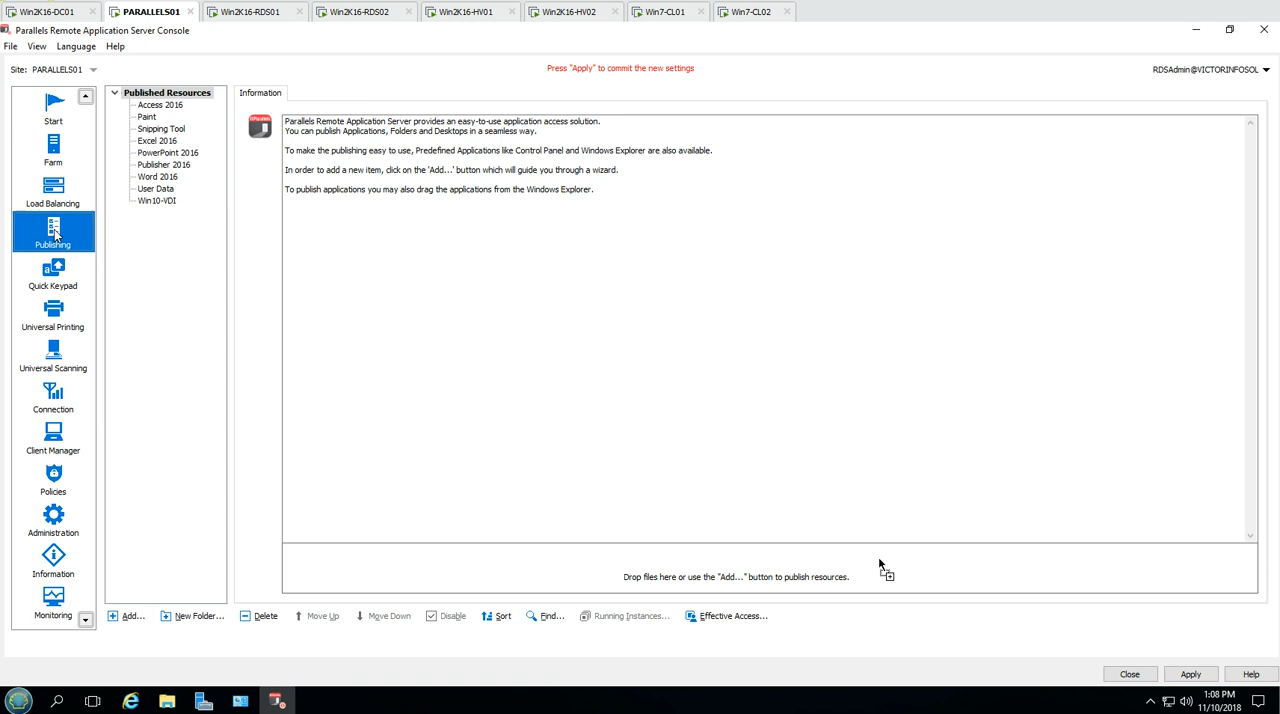 Win2K16-DC01
PARALLELS01
Win2K16-RDS01
Win2K16-RDS02
Win2K16-HV01
Win2K16-HV02
Win7-CL01
Win7-CL02
Parallels Remote Application Server Console
File View Language Help
Site: PARALLELS01
Press "Apply" to commit the new settings
RDSAdmin@VICTORINFOSOL
Start
Farm
Load Balancing
Publishing
Quick Keypad
Universal Printing
Universal Scanning
Connection
Client Manager
Policies
Administration
Information
Monitoring
Published Resources
Access 2016
Paint
Snipping Tool
Excel 2016
PowerPoint 2016
Publisher 2016
Word 2016
User Data
Win10-VDI
Information
Parallels Remote Application Server provides an easy-to-use application access solution.
You can publish Applications, Folders and Desktops in a seamless way.
To make the publishing easy to use, Predefined Applications like Control Panel and Windows Explorer are also available.
In order to add a new item, click on the 'Add...' button which will guide you through a wizard.
To publish applications you may also drag the applications from the Windows Explorer.
Drop files here or use the "Add..." button to publish resources.
Add... New Folder... Delete Move Up Move Down Disable Sort Find... Running Instances... Effective Access...
Close Apply Help
1:08 PM
11/10/2018